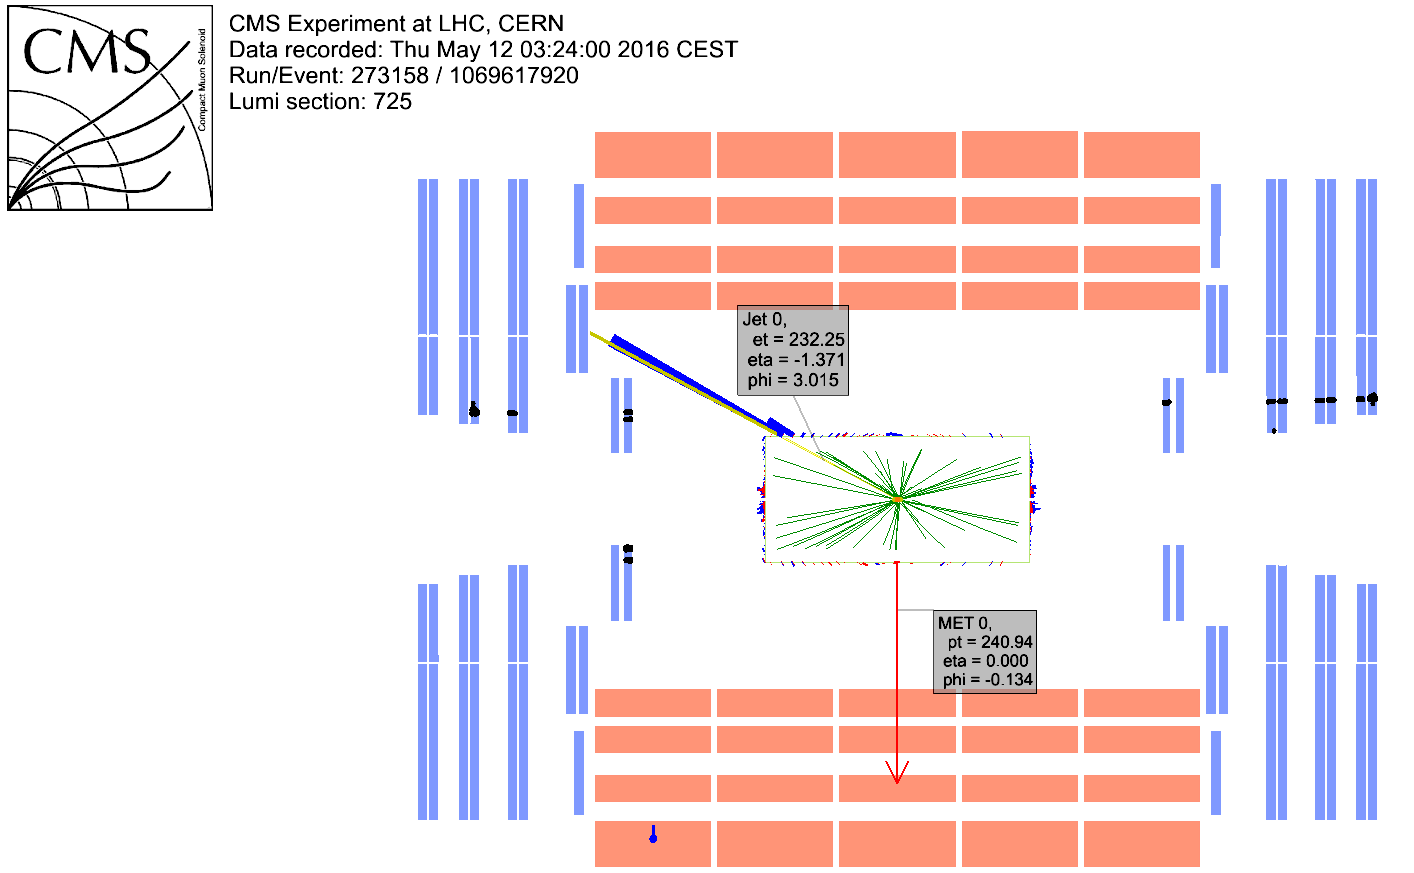 CMS
Compact Muon Solenoid
CMS Experiment at LHC, CERN
Data recorded: Thu May 12 03:24:00 2016 CEST
Run/Event: 273158 / 1069617920
Lumi section: 725
Jet 0,
et = 232.25
eta = -1.371
phi = 3.015
MET 0,
pt = 240.94
eta = 0.000
phi = -0.134